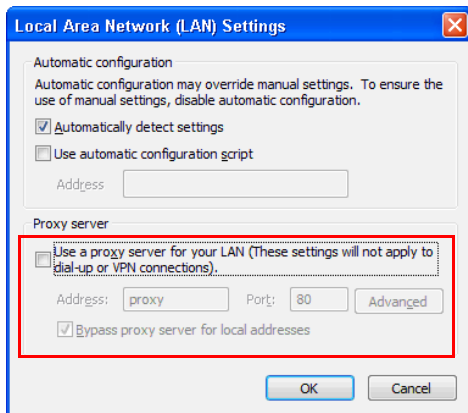 Local Area Network (LAN) Settings
Automatic configuration
Automatic configuration may override manual settings. To ensure the
use of manual settings, disable automatic configuration.
Automatically detect settings
Use automatic configuration script
Address
Proxy server
Use a proxy server for your LAN (These settings will not apply to
dial-up or VPN connections).
Address: proxy Port: 80 Advanced
Bypass proxy server for local addresses
OK Cancel